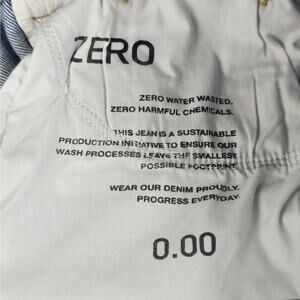 ZERO
ZERO WATER WASTED.
ZERO HARMFUL CHEMICALS.
THIS JEAN IS A SUSTAINABLE
PRODUCTION INITIATIVE TO ENSURE OUR
WASH PROCESSES LEAVE THE SMALLEST
POSSIBLE FOOTPRINT.
WEAR OUR DENIM PROUDLY.
PROGRESS EVERYDAY.
0.00